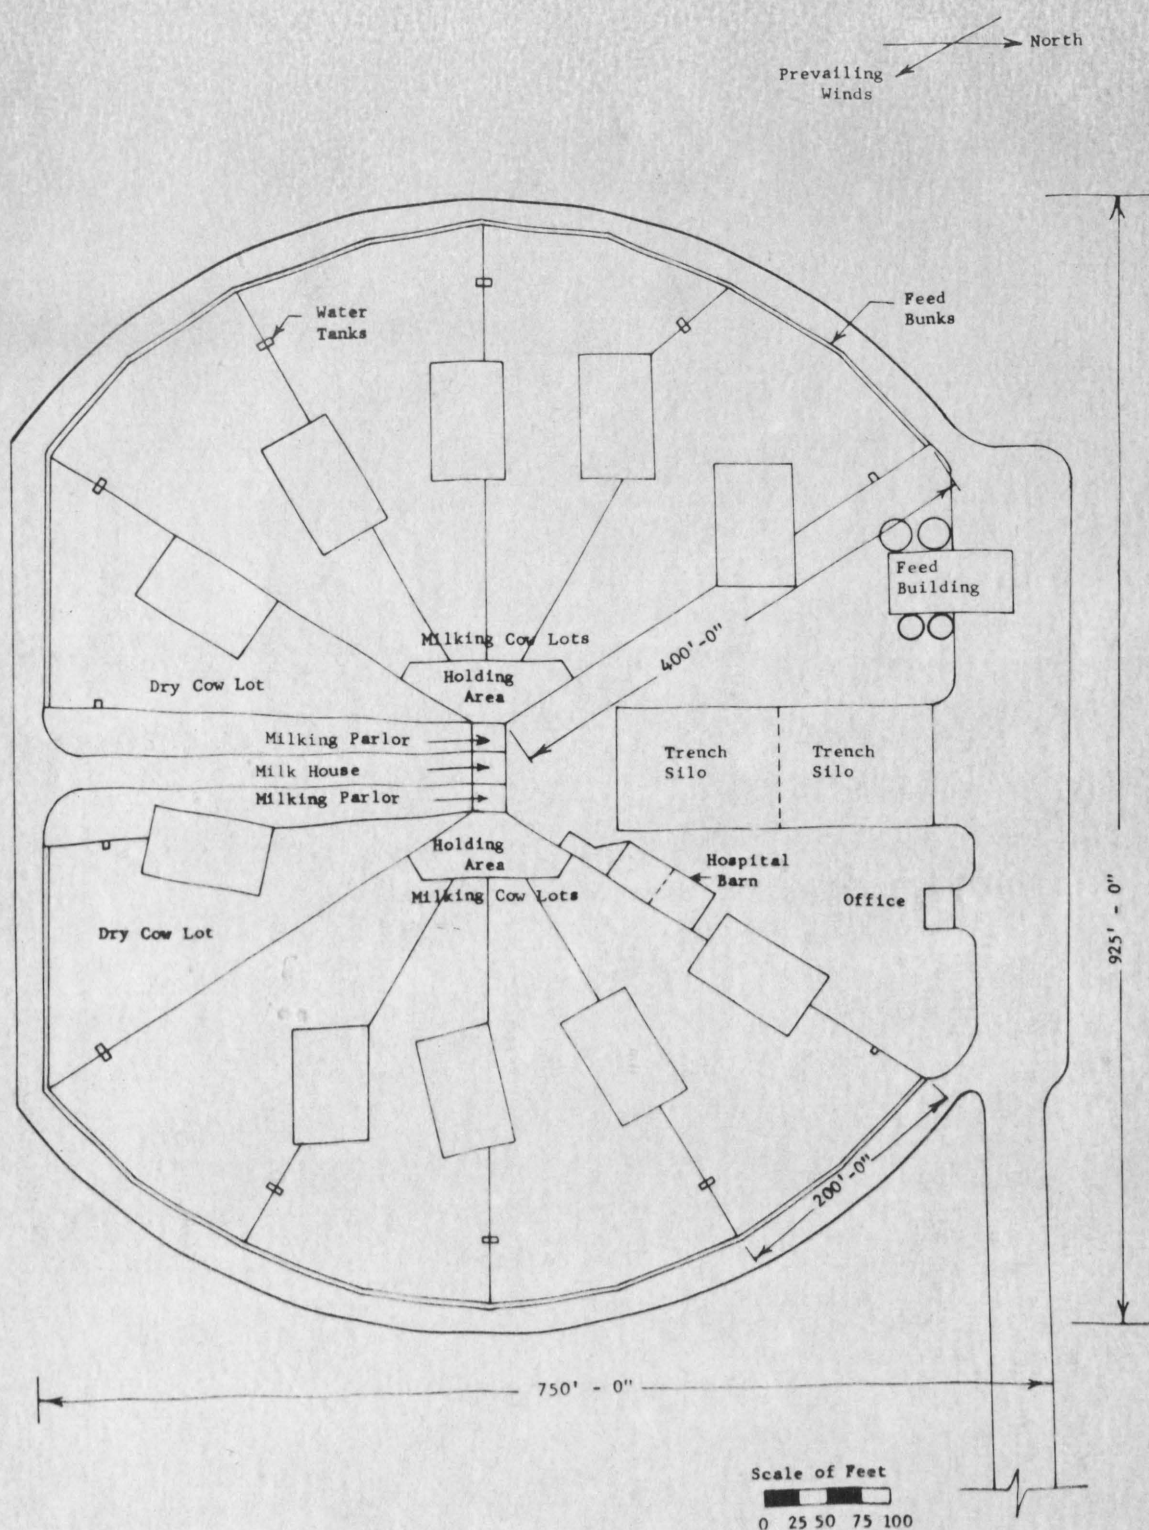 North
Prevailing
Winds
Water
Tanks
Feed
Bunks
Feed
Building
Milking Cow Lots
400'-0"
Holding
Area
Dry Cow Lot
Milking Parlor
Trench
Silo
Trench
Silo
Milk House
Milking Parlor
Holding
Area
Hospital
Barn
Milking Cow Lots
Office
Dry Cow Lot
925' - 0"
200'-0"
750' - 0"
Scale of Feet
0 25 50 75 100